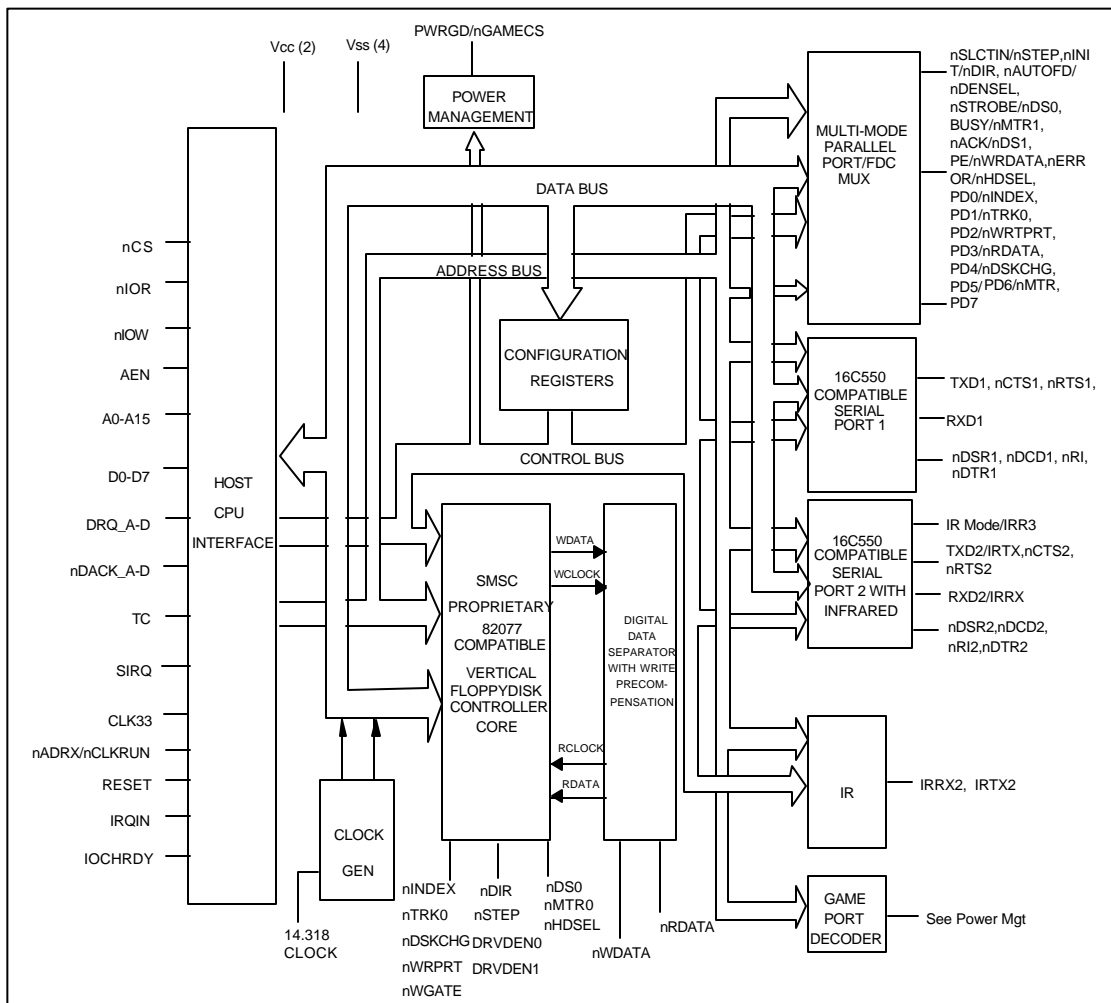 Vcc (2)
Vss (4)
PWRGD/nGAMECS
POWER
MANAGEMENT
DATA BUS
ADDRESS BUS
CONFIGURATION
REGISTERS
CONTROL BUS
nCS
nIOR
nIOW
AEN
A0-A15
D0-D7
DRQ_A-D
nDACK_A-D
TC
SIRQ
CLK33
nADRX/nCLKRUN
RESET
IRQIN
IOCHRDY
HOST
CPU
INTERFACE
CLOCK
GEN
14.318
CLOCK
SMSC
PROPRIETARY
82077
COMPATIBLE
VERTICAL
FLOPPYDISK
CONTROLLER
CORE
WDATA
WCLOCK
RCLOCK
RDATA
DIGITAL
DATA
SEPARATOR
WITH WRITE
PRECOM-
PENSATION
nINDEX
nTRK0
nDSKCHG
nWRPRT
nWGATE
nDIR
nSTEP
DRVDEN0
DRVDEN1
nDS0
nMTR0
nHDSEL
nWDATA
nRDATA
MULTI-MODE
PARALLEL
PORT/FDC
MUX
nSLCTIN/nSTEP,nINI
T/nDIR, nAUTOFD/
nDENSEL,
nSTROBE/nDS0,
BUSY/nMTR1,
nACK/nDS1,
PE/nWRDATA,nERR
OR/nHDSEL,
PD0/nINDEX,
PD1/nTRK0,
PD2/nWRTPRT,
PD3/nRDATA,
PD4/nDSKCHG,
PD5/ PD6/nMTR,
PD7
16C550
COMPATIBLE
SERIAL
PORT 1
TXD1, nCTS1, nRTS1,
RXD1
nDSR1, nDCD1, nRI,
nDTR1
16C550
COMPATIBLE
SERIAL
PORT 2 WITH
INFRARED
IR Mode/IRR3
TXD2/IRTX,nCTS2,
nRTS2
RXD2/IRRX
nDSR2,nDCD2,
nRI2,nDTR2
IR
IRRX2, IRTX2
GAME
PORT
DECODER
See Power Mgt